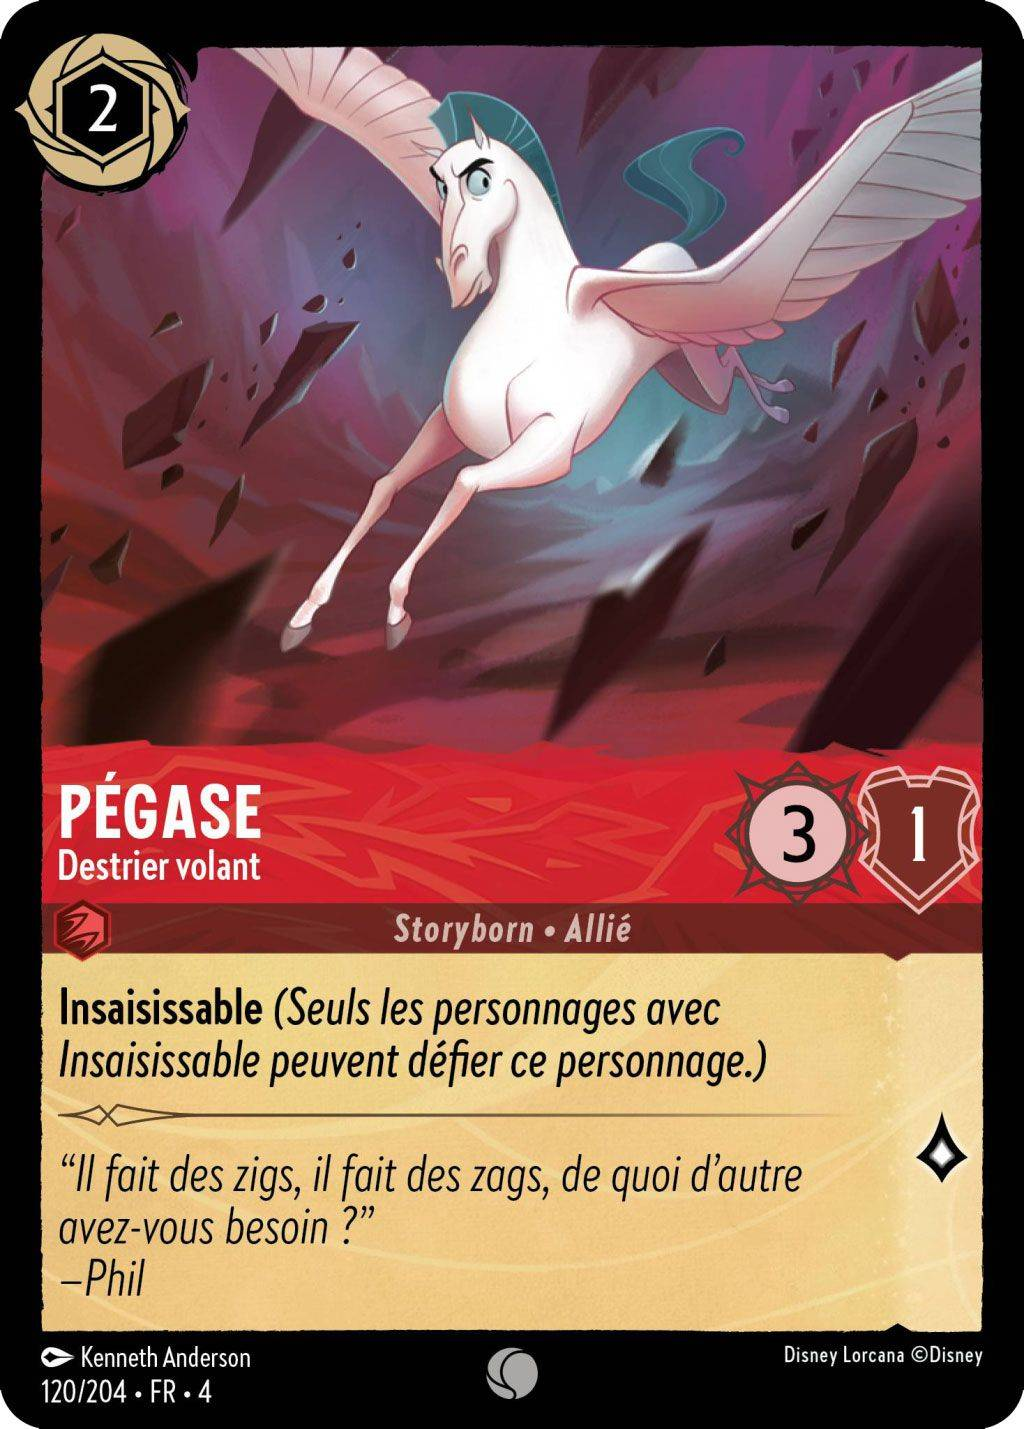 2
PÉGASE
Destrier volant
3
1
Storyborn • Allié
Insaisissable (Seuls les personnages avec
Insaisissable peuvent défier ce personnage.)
“Il fait des zigs, il fait des zags, de quoi d’autre
avez-vous besoin ?”
–Phil
Kenneth Anderson
Disney Lorcana ©Disney
120/204 • FR • 4